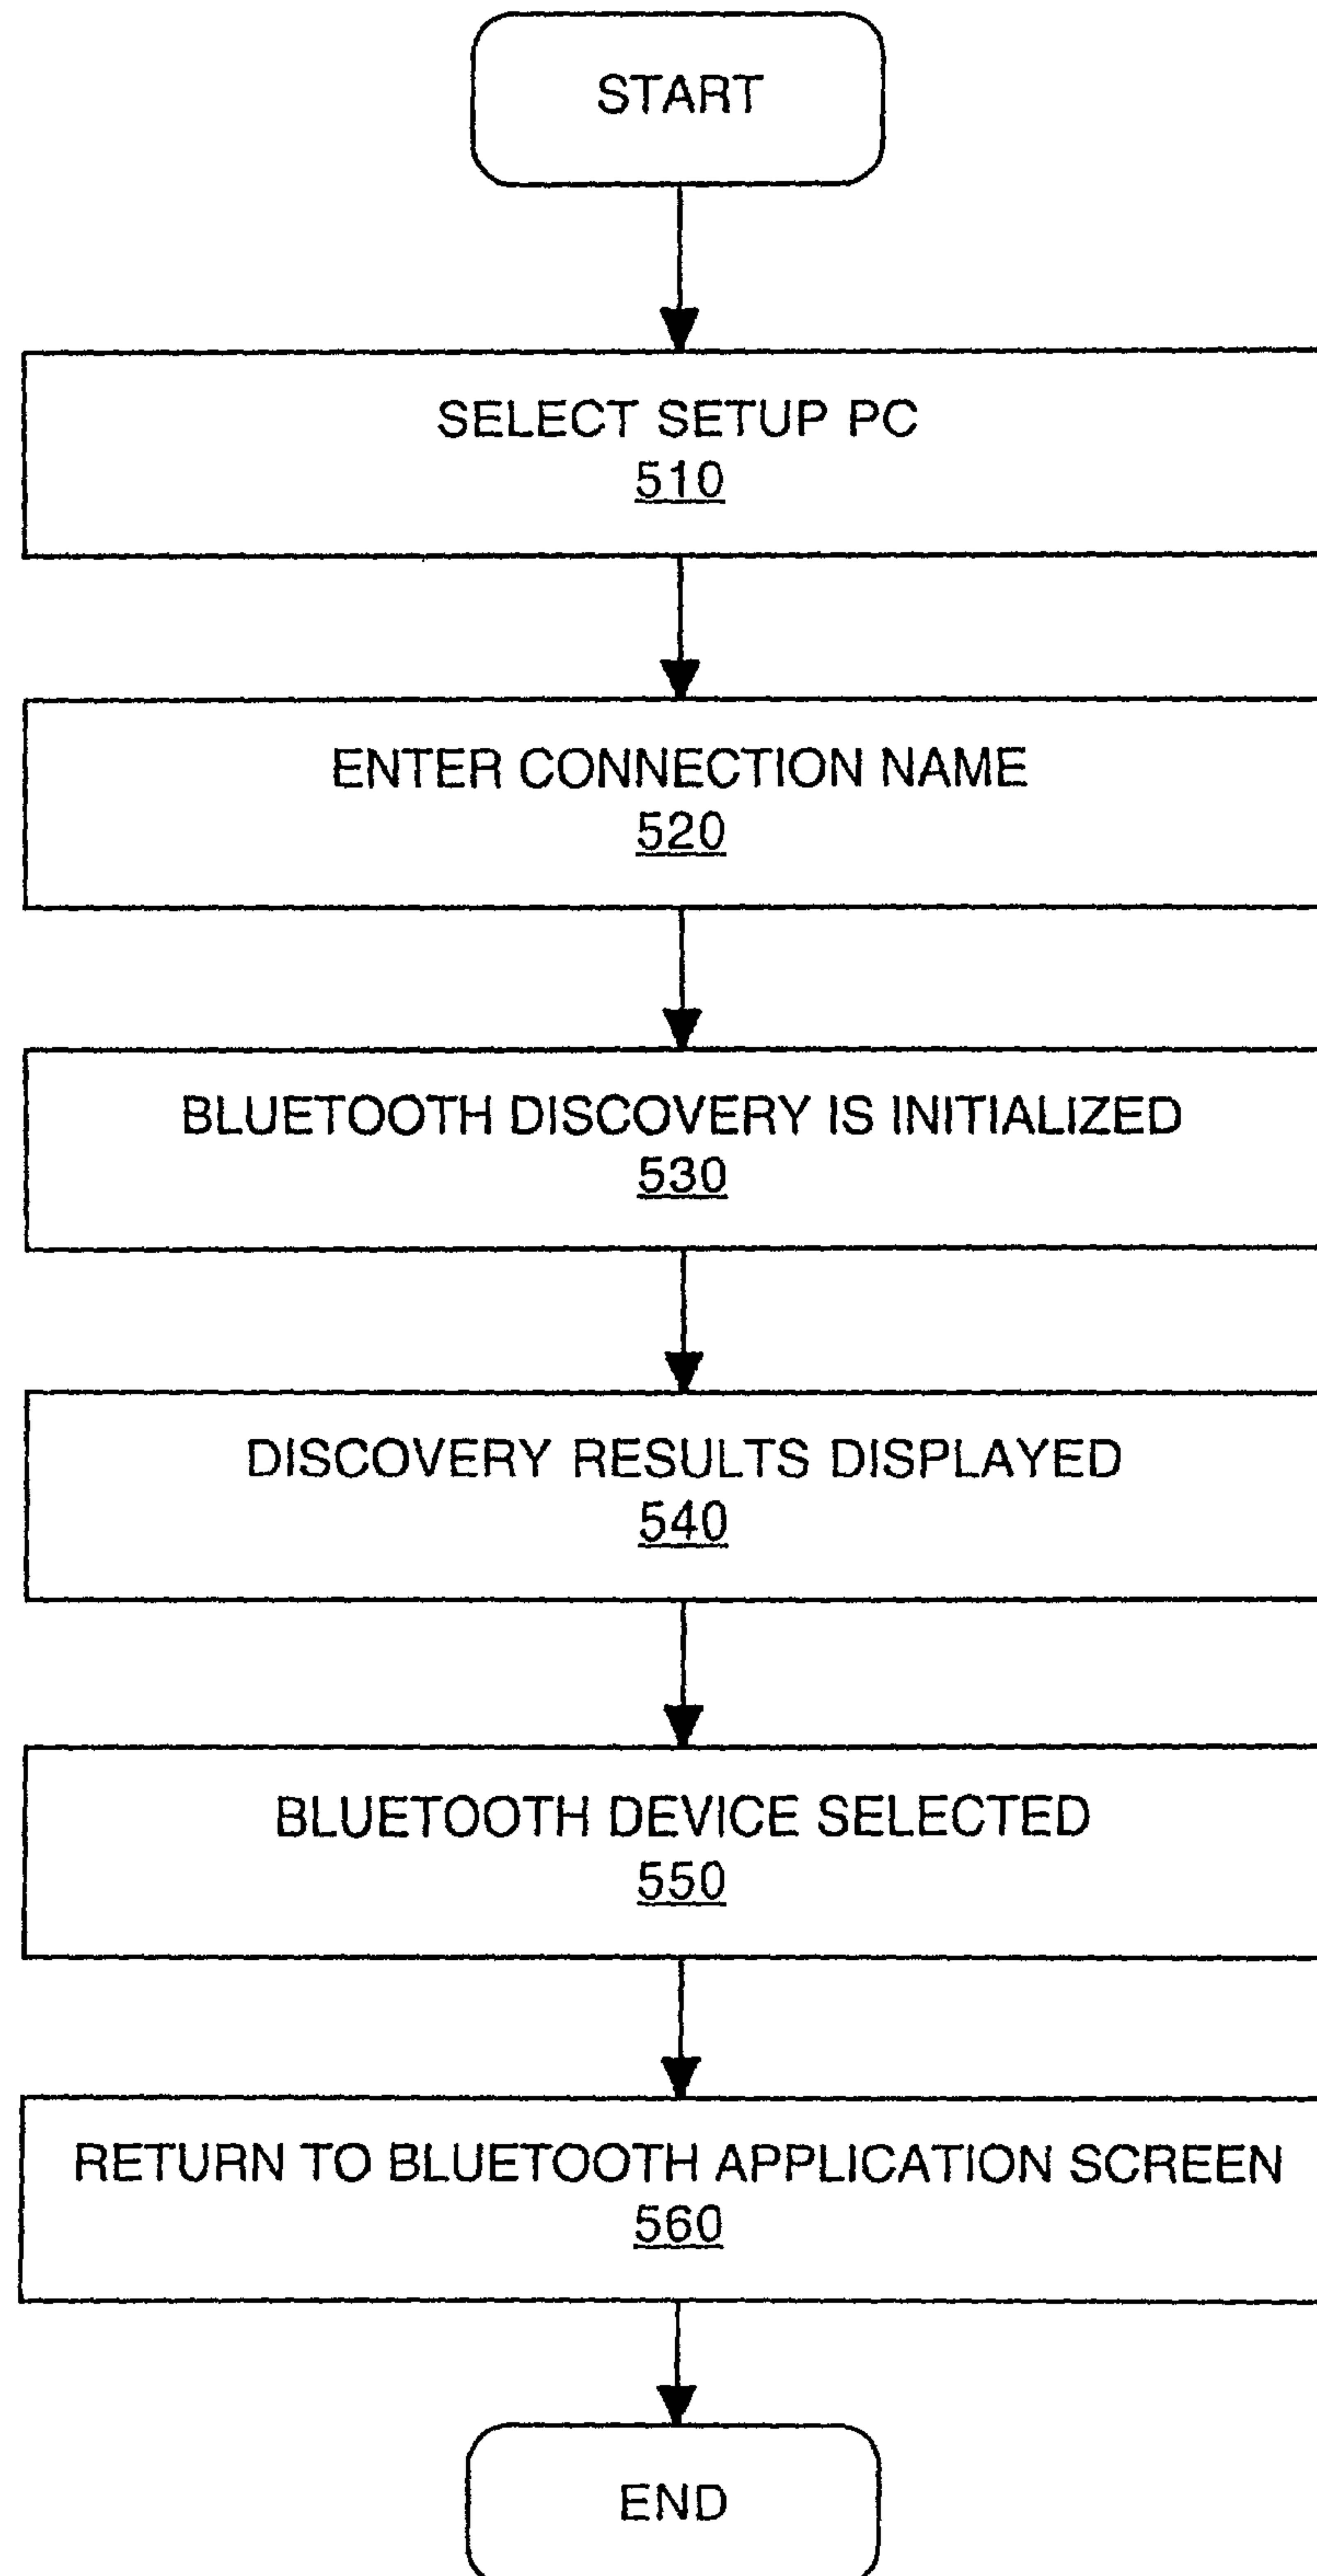 START
SELECT SETUP PC
510
ENTER CONNECTION NAME
520
BLUETOOTH DISCOVERY IS INITIALIZED
530
DISCOVERY RESULTS DISPLAYED
540
BLUETOOTH DEVICE SELECTED
550
RETURN TO BLUETOOTH APPLICATION SCREEN
560
END